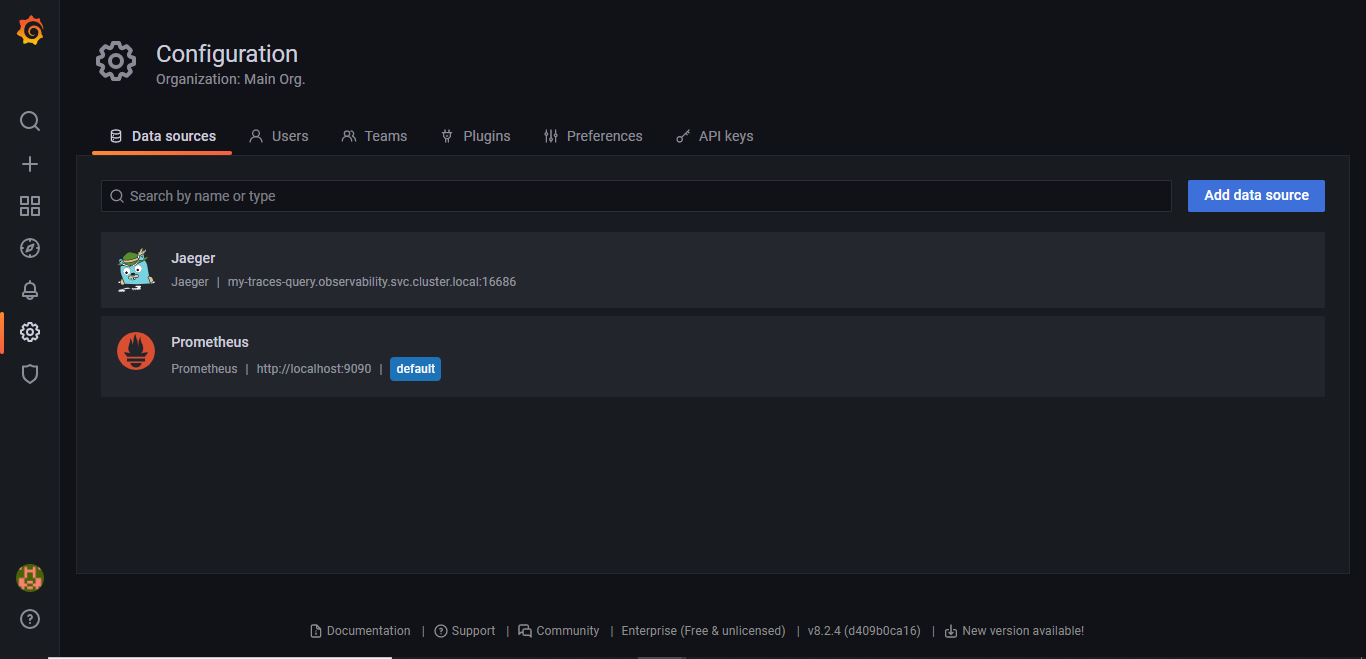 Configuration
Organization: Main Org.
Data sources
Users
Teams
Plugins
Preferences
API keys
Search by name or type
Add data source
Jaeger
Jaeger | my-traces-query.observability.svc.cluster.local:16686
Prometheus
Prometheus | http://localhost:9090 | default
Documentation | Support | Community | Enterprise (Free & unlicensed) | v8.2.4 (d409b0ca16) | New version available!